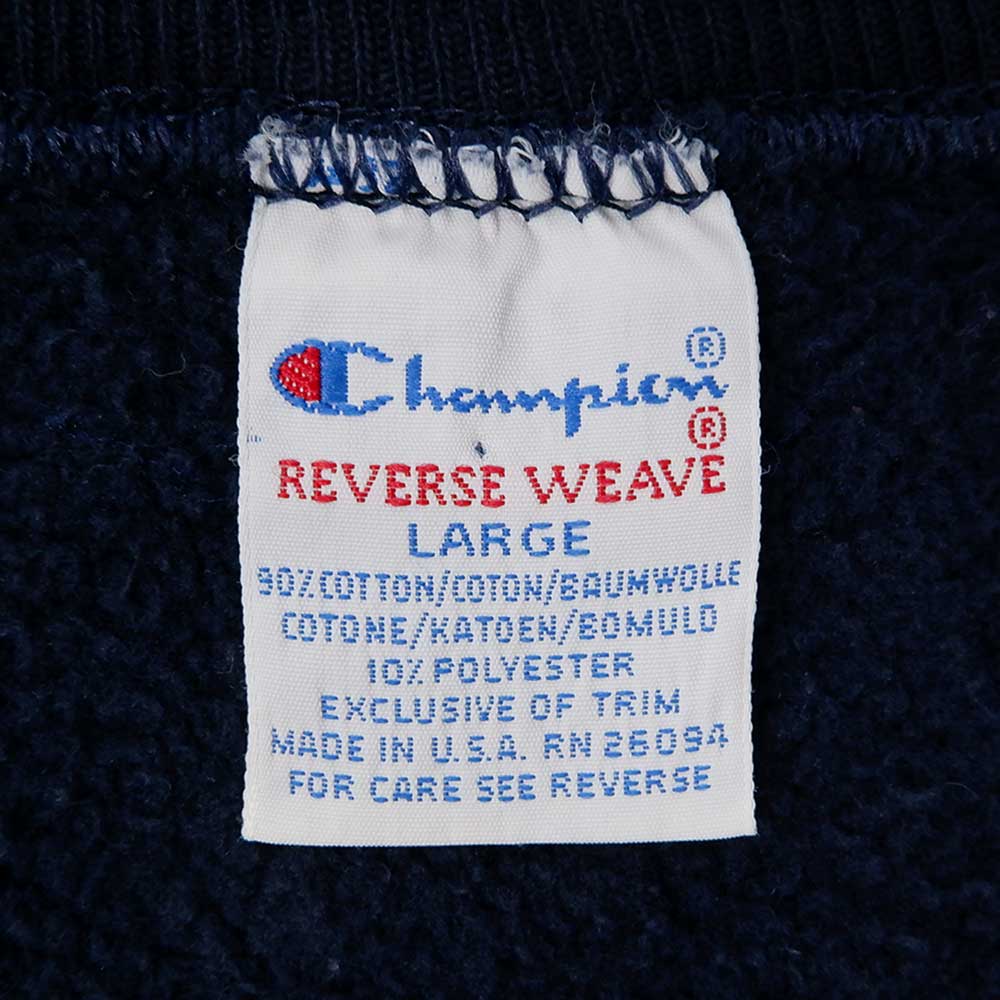 Champion®
®
REVERSE WEAVE
LARGE
90% COTTON/COTON/BAUMWOLLE
COTONE/KATOEN/BOMULD
10% POLYESTER
EXCLUSIVE OF TRIM
MADE IN U.S.A. RN 26094
FOR CARE SEE REVERSE